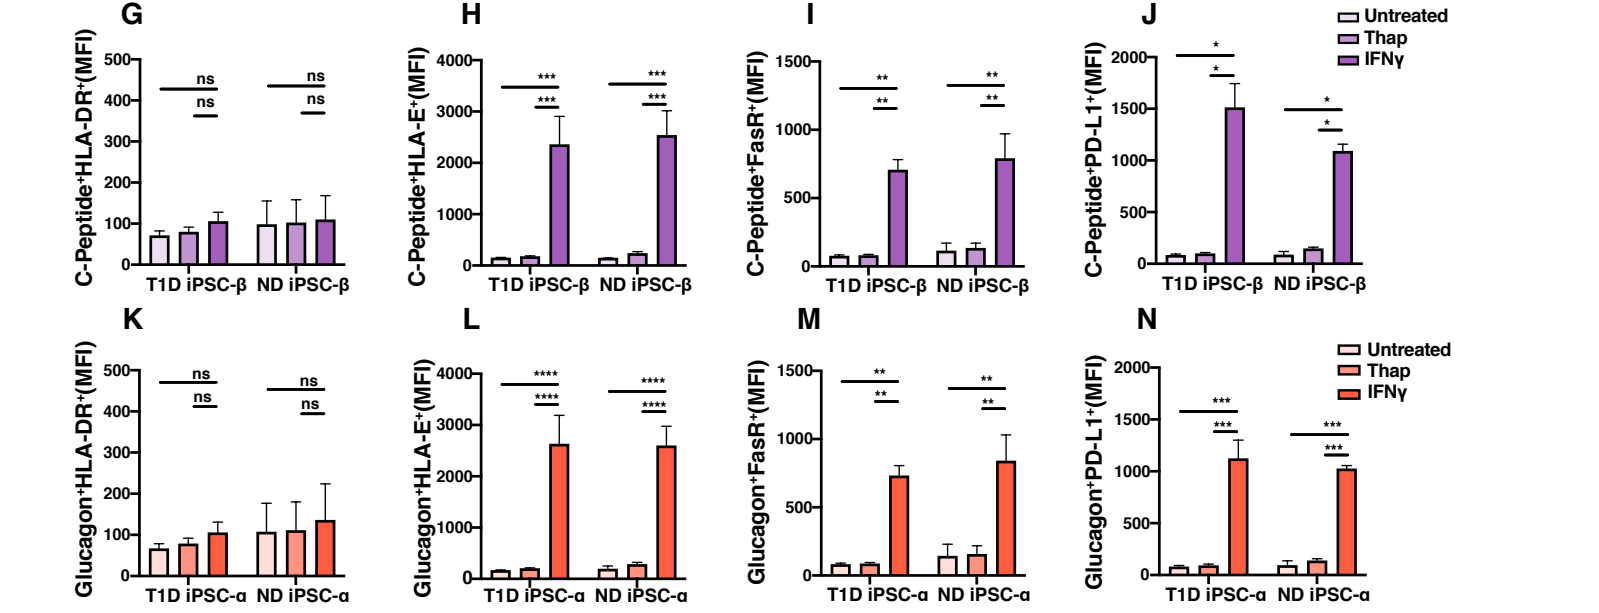 G
C-Peptide⁺HLA-DR⁺(MFI)
500
400
300
200
100
0
ns
ns
ns
ns
T1D iPSC-β ND iPSC-β
H
C-Peptide⁺HLA-E⁺(MFI)
4000
3000
2000
1000
0
***
***
***
***
T1D iPSC-β ND iPSC-β
I
C-Peptide⁺FasR⁺(MFI)
1500
1000
500
0
**
**
**
**
T1D iPSC-β ND iPSC-β
J
C-Peptide⁺PD-L1⁺(MFI)
2000
1500
1000
500
0
*
*
*
*
T1D iPSC-β ND iPSC-β
Untreated
Thap
IFNγ
K
Glucagon⁺HLA-DR⁺(MFI)
500
400
300
200
100
0
ns
ns
ns
ns
T1D iPSC-α ND iPSC-α
L
Glucagon⁺HLA-E⁺(MFI)
4000
3000
2000
1000
0
****
****
****
****
T1D iPSC-α ND iPSC-α
M
Glucagon⁺FasR⁺(MFI)
1500
1000
500
0
**
**
**
**
T1D iPSC-α ND iPSC-α
N
Glucagon⁺PD-L1⁺(MFI)
2000
1500
1000
500
0
***
***
***
***
T1D iPSC-α ND iPSC-α
Untreated
Thap
IFNγ